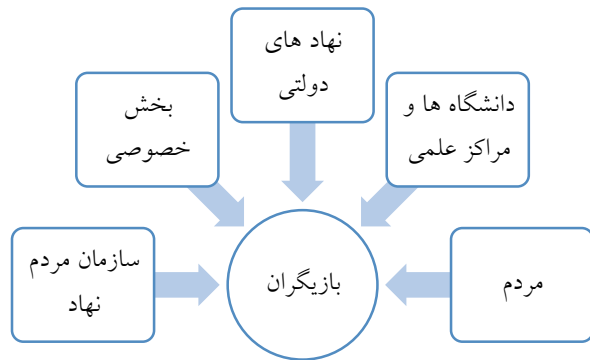 نهاد های
دولتی
دانشگاه ها و
مراکز علمی
بخش
خصوصی
مردم
بازیگران
سازمان مردم
نهاد